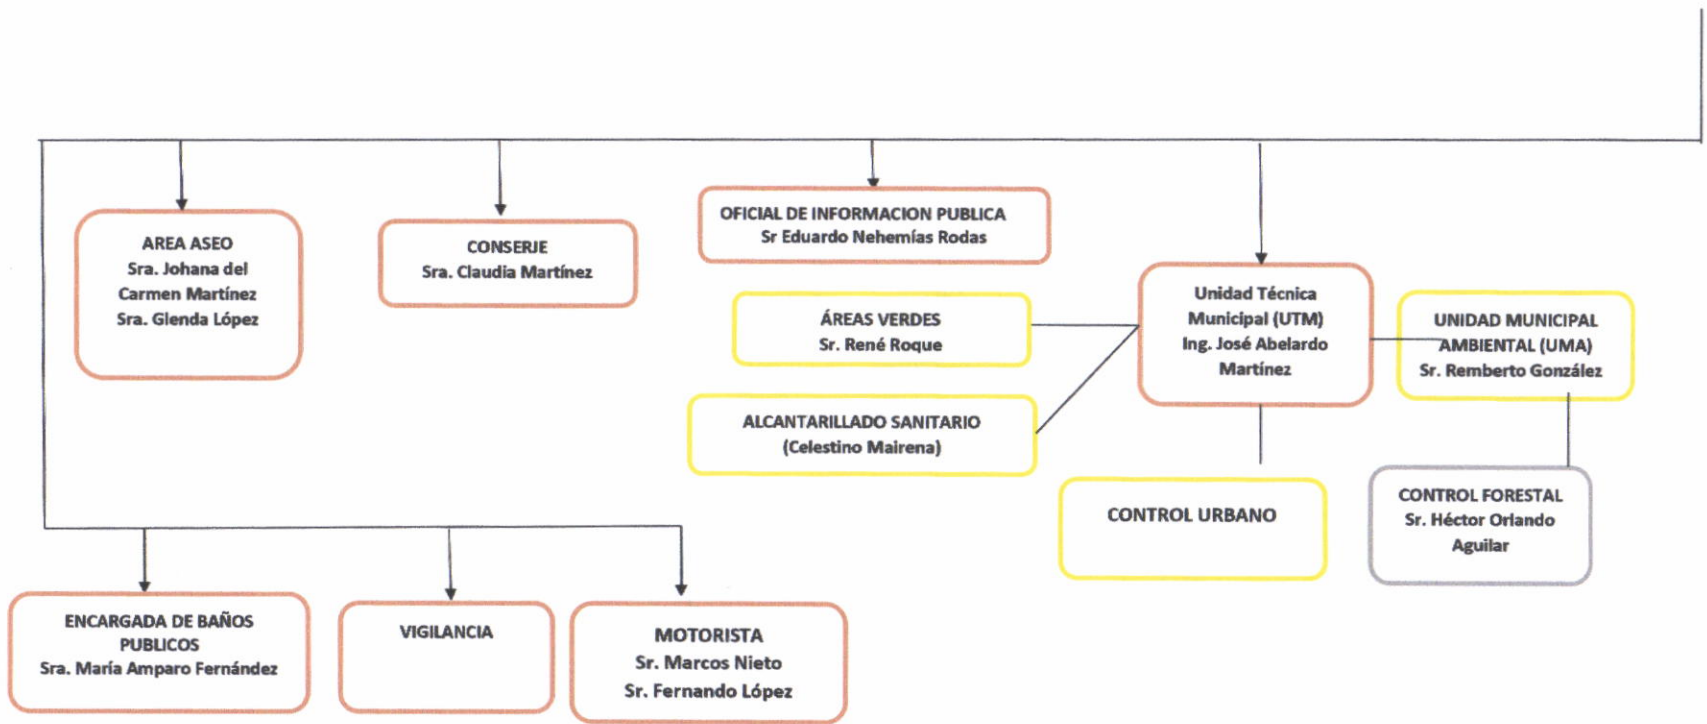 AREA ASEO
Sra. Johana del
Carmen Martínez
Sra. Glenda López
CONSERJE
Sra. Claudia Martínez
OFICIAL DE INFORMACION PUBLICA
Sr Eduardo Nehemías Rodas
ÁREAS VERDES
Sr. René Roque
ALCANTARILLADO SANITARIO
(Celestino Mairena)
Unidad Técnica
Municipal (UTM)
Ing. José Abelardo
Martínez
UNIDAD MUNICIPAL
AMBIENTAL (UMA)
Sr. Remberto González
CONTROL URBANO
CONTROL FORESTAL
Sr. Héctor Orlando
Aguilar
ENCARGADA DE BAÑOS
PUBLICOS
Sra. María Amparo Fernández
VIGILANCIA
MOTORISTA
Sr. Marcos Nieto
Sr. Fernando López